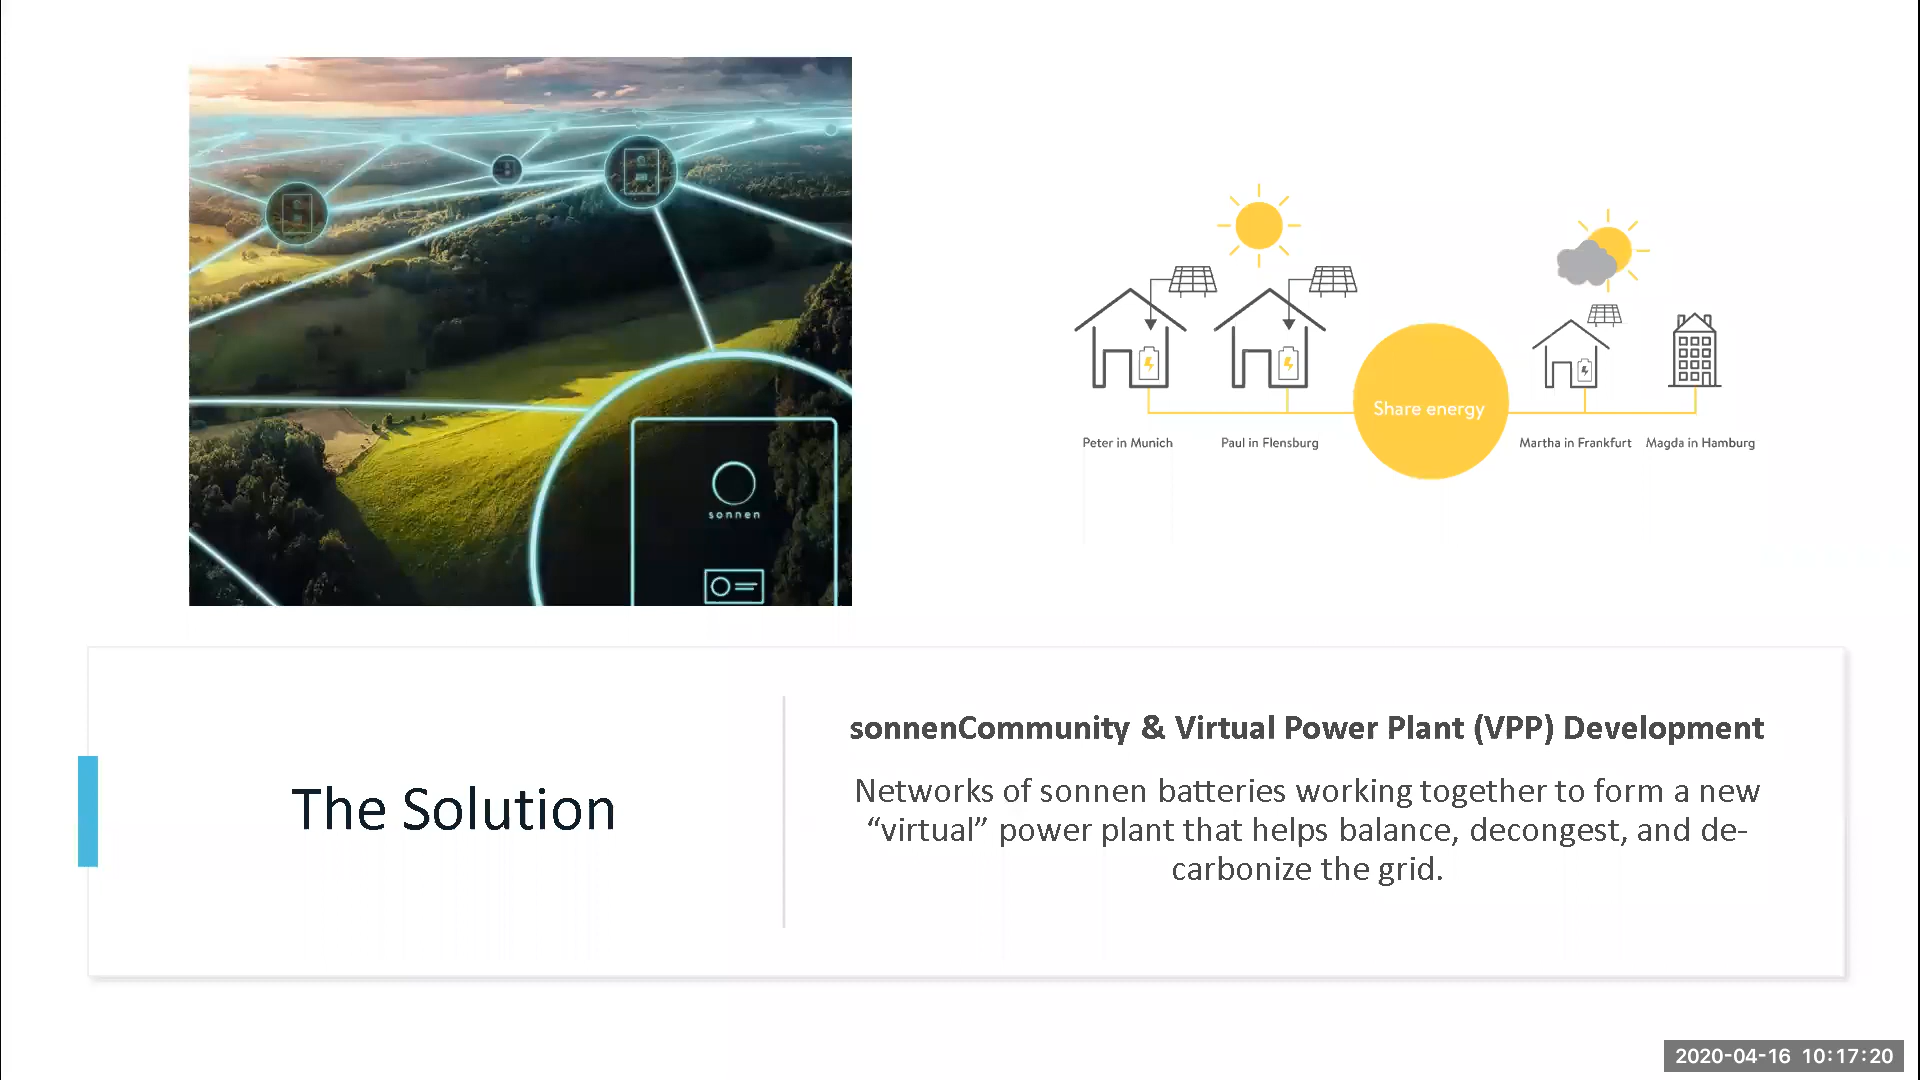 sonnen
Share energy
Peter in Munich
Paul in Flensburg
Martha in Frankfurt
Magda in Hamburg
The Solution
sonnenCommunity & Virtual Power Plant (VPP) Development
Networks of sonnen batteries working together to form a new
“virtual” power plant that helps balance, decongest, and de-
carbonize the grid.
2020-04-16 10:17:20